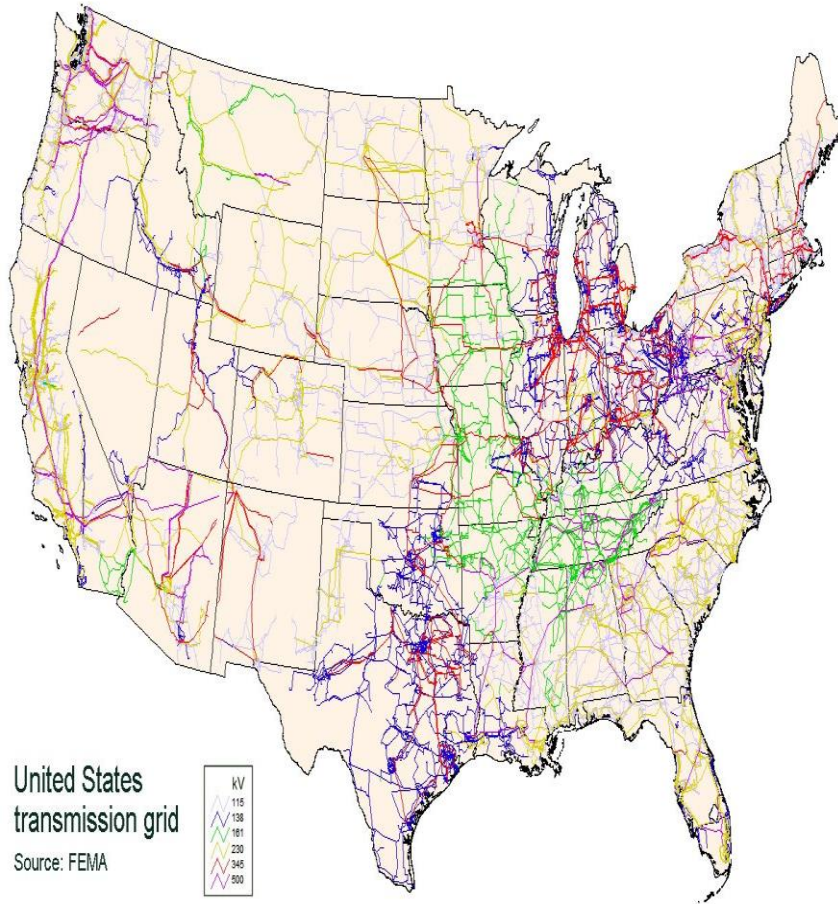 United States
transmission grid
Source: FEMA
kV
115
138
161
230
345
500